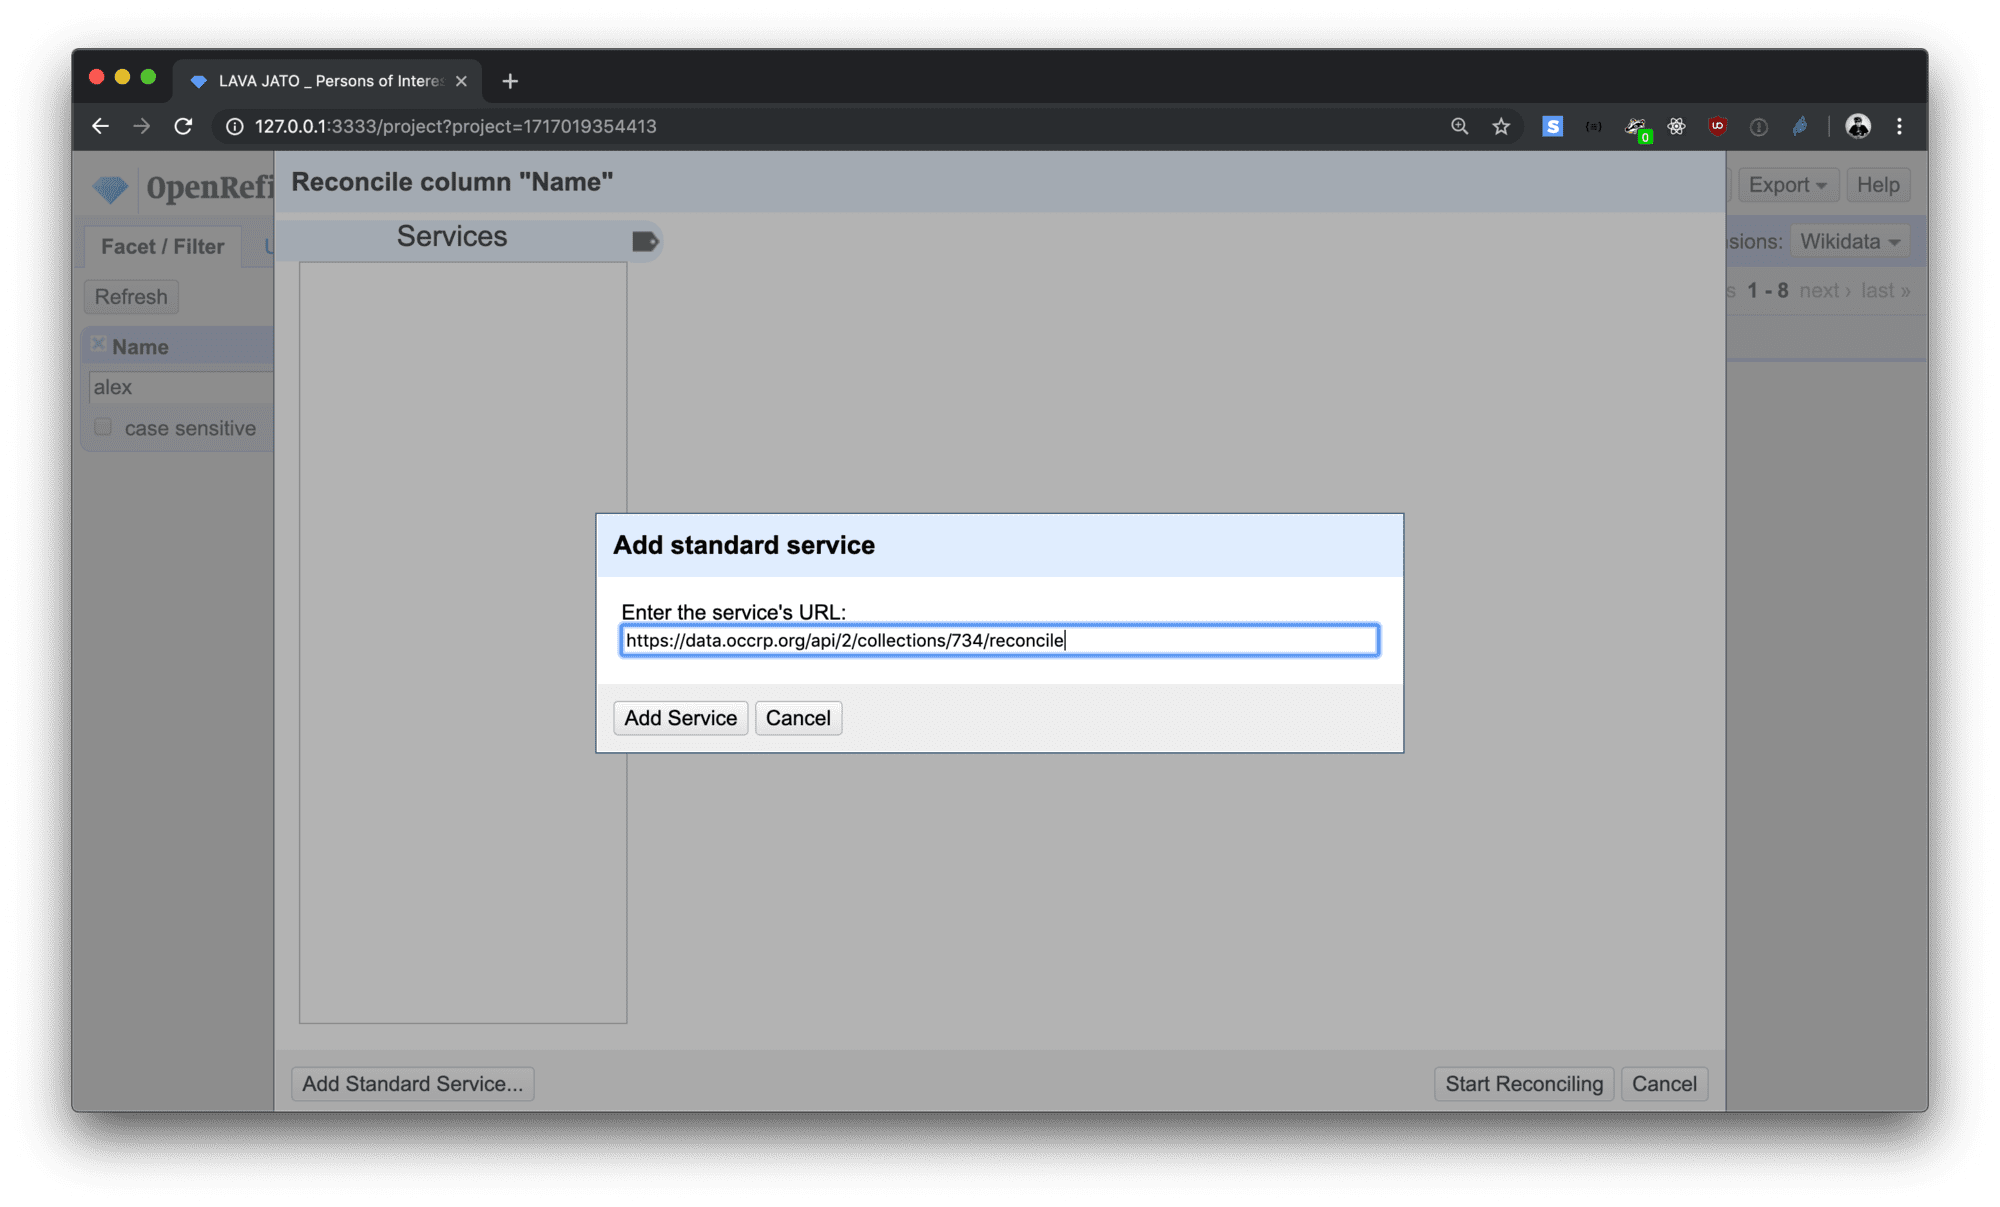 LAVA JATO _ Persons of Intere
127.0.0.1:3333/project?project=1717019354413
S
0
OpenRefi
Reconcile column "Name"
Export
Help
Facet / Filter
U
Services
sions:
Wikidata
Refresh
s 1 - 8 next › last »
Name
alex
case sensitive
Add standard service
Enter the service's URL:
https://data.occrp.org/api/2/collections/734/reconcile
Add Service
Cancel
Add Standard Service...
Start Reconciling
Cancel